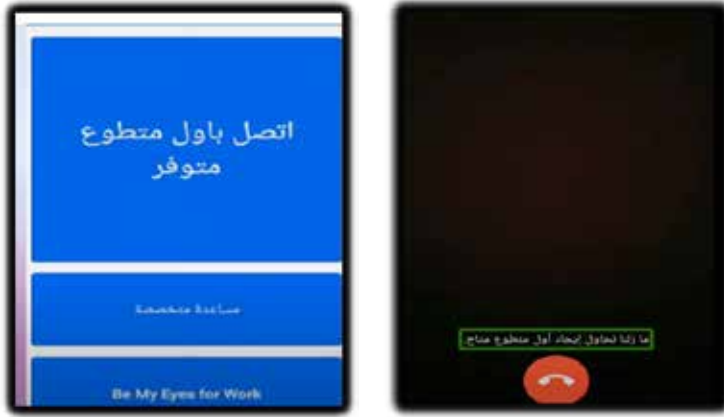 اتصل باول متطوع
متوفر
مساعدة متخصصة
Be My Eyes for Work
ما زلنا نحاول إيجاد أول متطوع متاح.